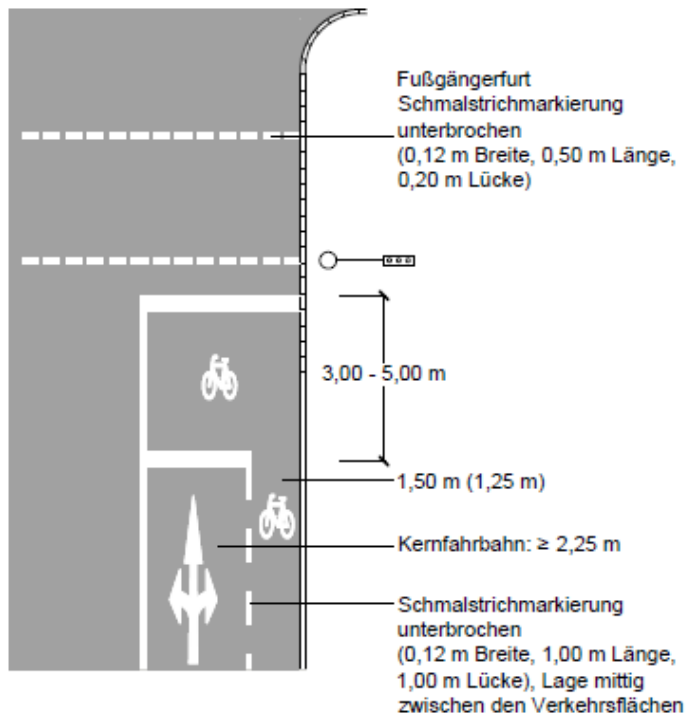 Fußgängerfurt
Schmalstrichmarkierung
unterbrochen
(0,12 m Breite, 0,50 m Länge,
0,20 m Lücke)
3,00 - 5,00 m
1,50 m (1,25 m)
Kernfahrbahn: ≥ 2,25 m
Schmalstrichmarkierung
unterbrochen
(0,12 m Breite, 1,00 m Länge,
1,00 m Lücke), Lage mittig
zwischen den Verkehrsflächen